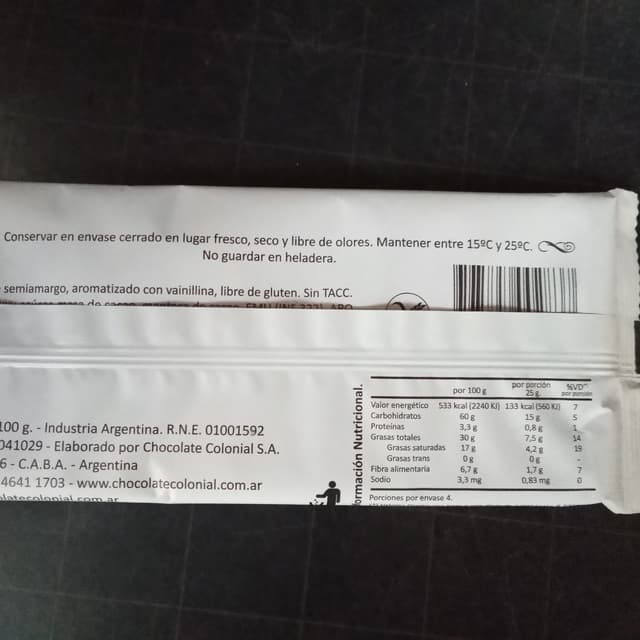 Conservar en envase cerrado en lugar fresco, seco y libre de olores. Mantener entre 15ºC y 25ºC.
No guardar en heladera.
semiamargo, aromatizado con vainillina, libre de gluten. Sin TACC.
100 g. - Industria Argentina. R.N.E. 01001592
041029 - Elaborado por Chocolate Colonial S.A.
6 - C.A.B.A. - Argentina
4641 1703 - www.chocolatecolonial.com.ar
latecolonial.com.ar
ormación Nutricional.
por 100 g por porción 25 g %VD** por porción
Valor energético 533 kcal (2240 KJ) 133 kcal (560 KJ) 7
Carbohidratos 60 g 15 g 5
Proteínas 3,3 g 0,8 g 1
Grasas totales 30 g 7,5 g 14
Grasas saturadas 17 g 4,2 g 19
Grasas trans 0 g 0 g -
Fibra alimentaria 6,7 g 1,7 g 7
Sodio 3,3 mg 0,83 mg 0
Porciones por envase 4.